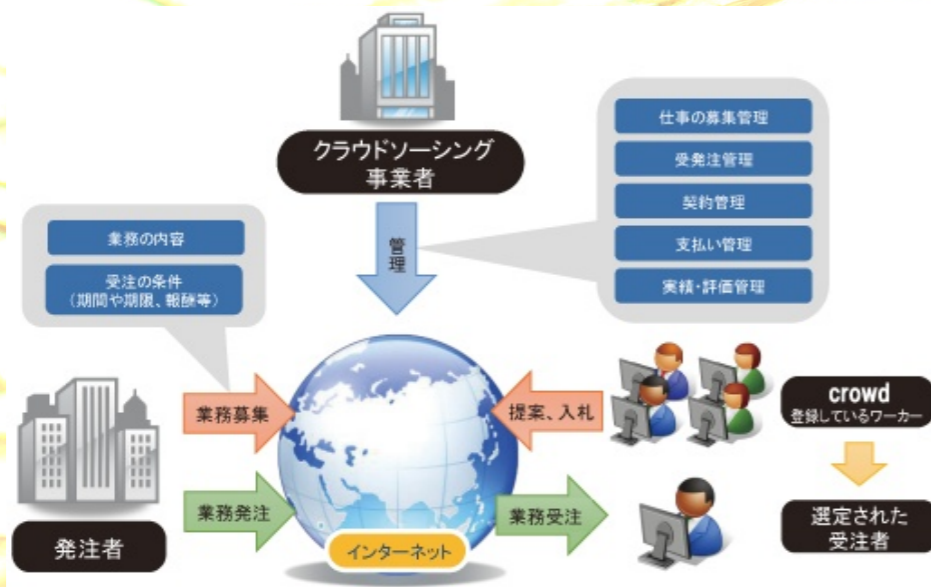 クラウドソーシング
事業者
仕事の募集管理
受発注管理
契約管理
支払い管理
実績・評価管理
管理
業務の内容
受注の条件
(期間や期限、報酬等)
業務募集
提案、入札
crowd
登録しているワーカー
業務発注
業務受注
発注者
インターネット
選定された
受注者